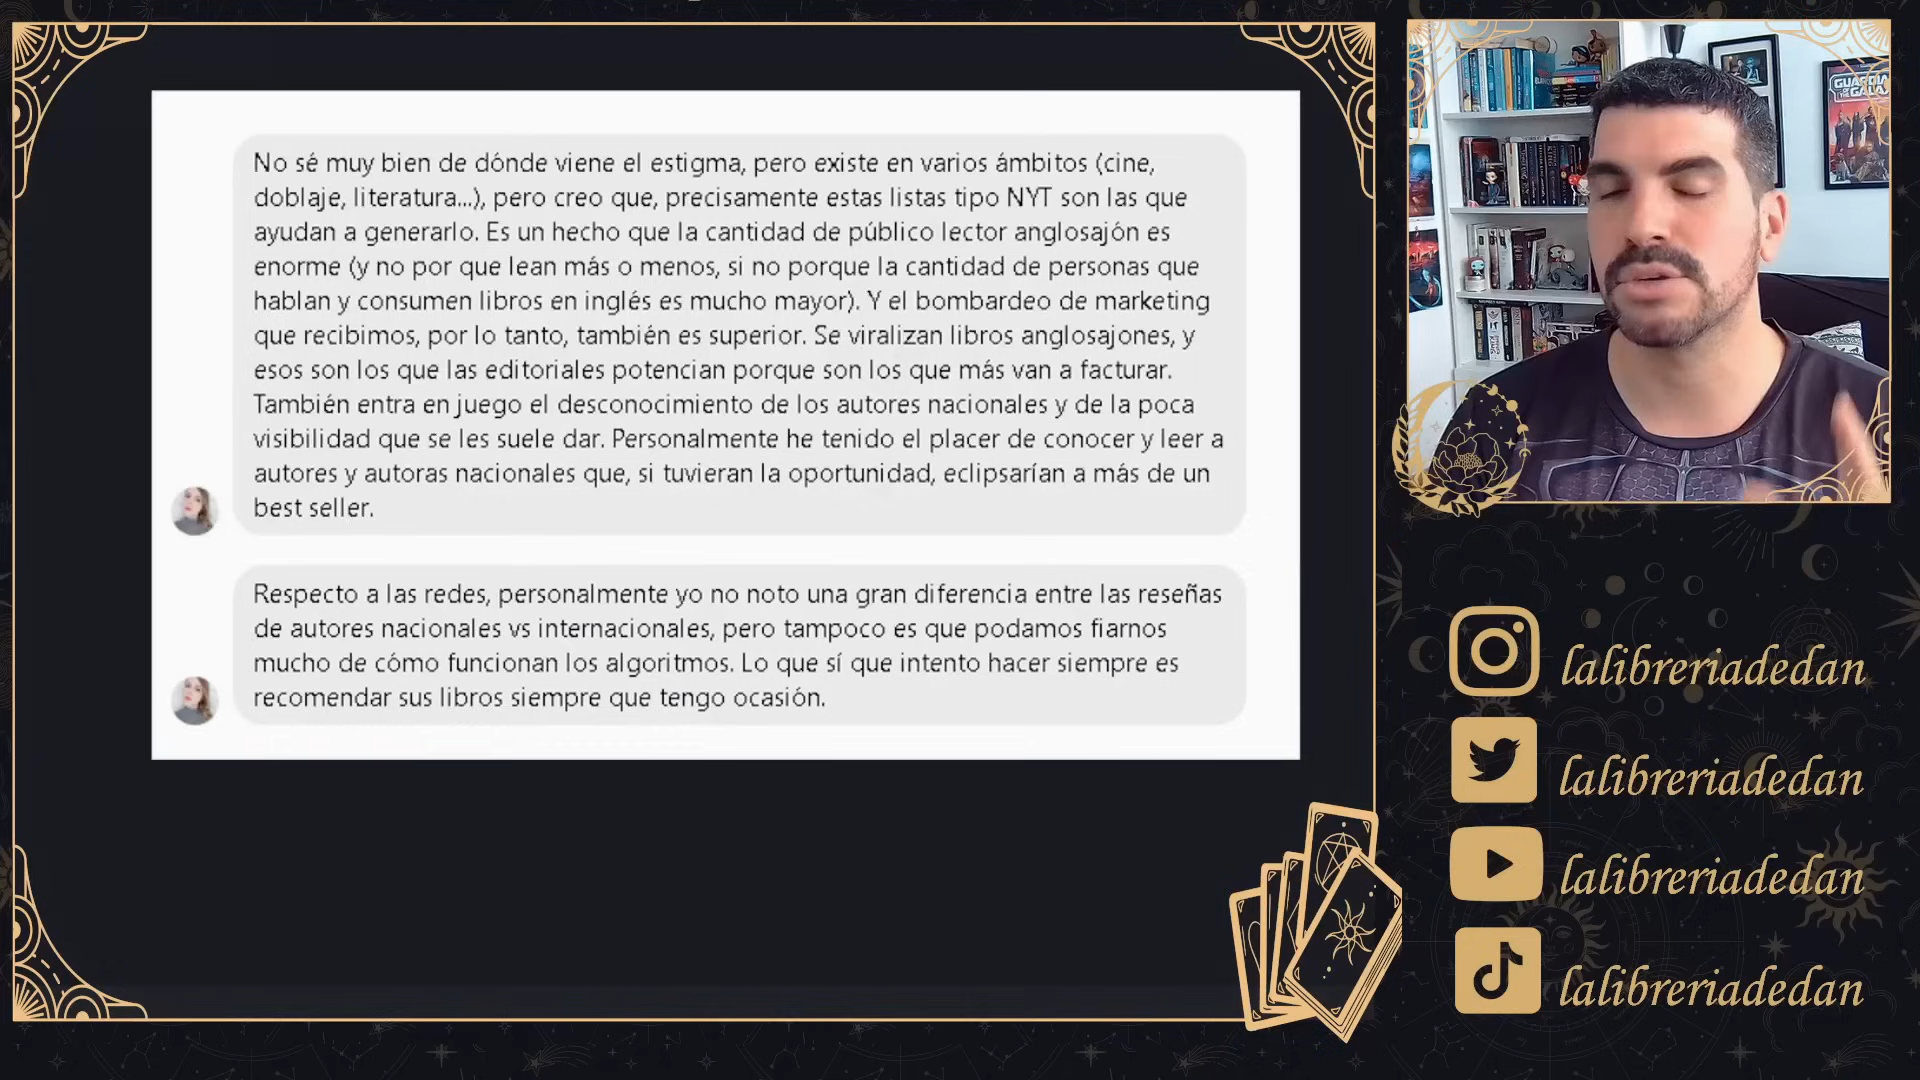 No sé muy bien de dónde viene el estigma, pero existe en varios ámbitos (cine,
doblaje, literatura...), pero creo que, precisamente estas listas tipo NYT son las que
ayudan a generarlo. Es un hecho que la cantidad de público lector anglosajón es
enorme (y no por que lean más o menos, si no porque la cantidad de personas que
hablan y consumen libros en inglés es mucho mayor). Y el bombardeo de marketing
que recibimos, por lo tanto, también es superior. Se viralizan libros anglosajones, y
esos son los que las editoriales potencian porque son los que más van a facturar.
También entra en juego el desconocimiento de los autores nacionales y de la poca
visibilidad que se les suele dar. Personalmente he tenido el placer de conocer y leer a
autores y autoras nacionales que, si tuvieran la oportunidad, eclipsarían a más de un
best seller.
Respecto a las redes, personalmente yo no noto una gran diferencia entre las reseñas
de autores nacionales vs internacionales, pero tampoco es que podamos fiarnos
mucho de cómo funcionan los algoritmos. Lo que sí que intento hacer siempre es
recomendar sus libros siempre que tengo ocasión.
lalibreriadedan
lalibreriadedan
lalibreriadedan
lalibreriadedan